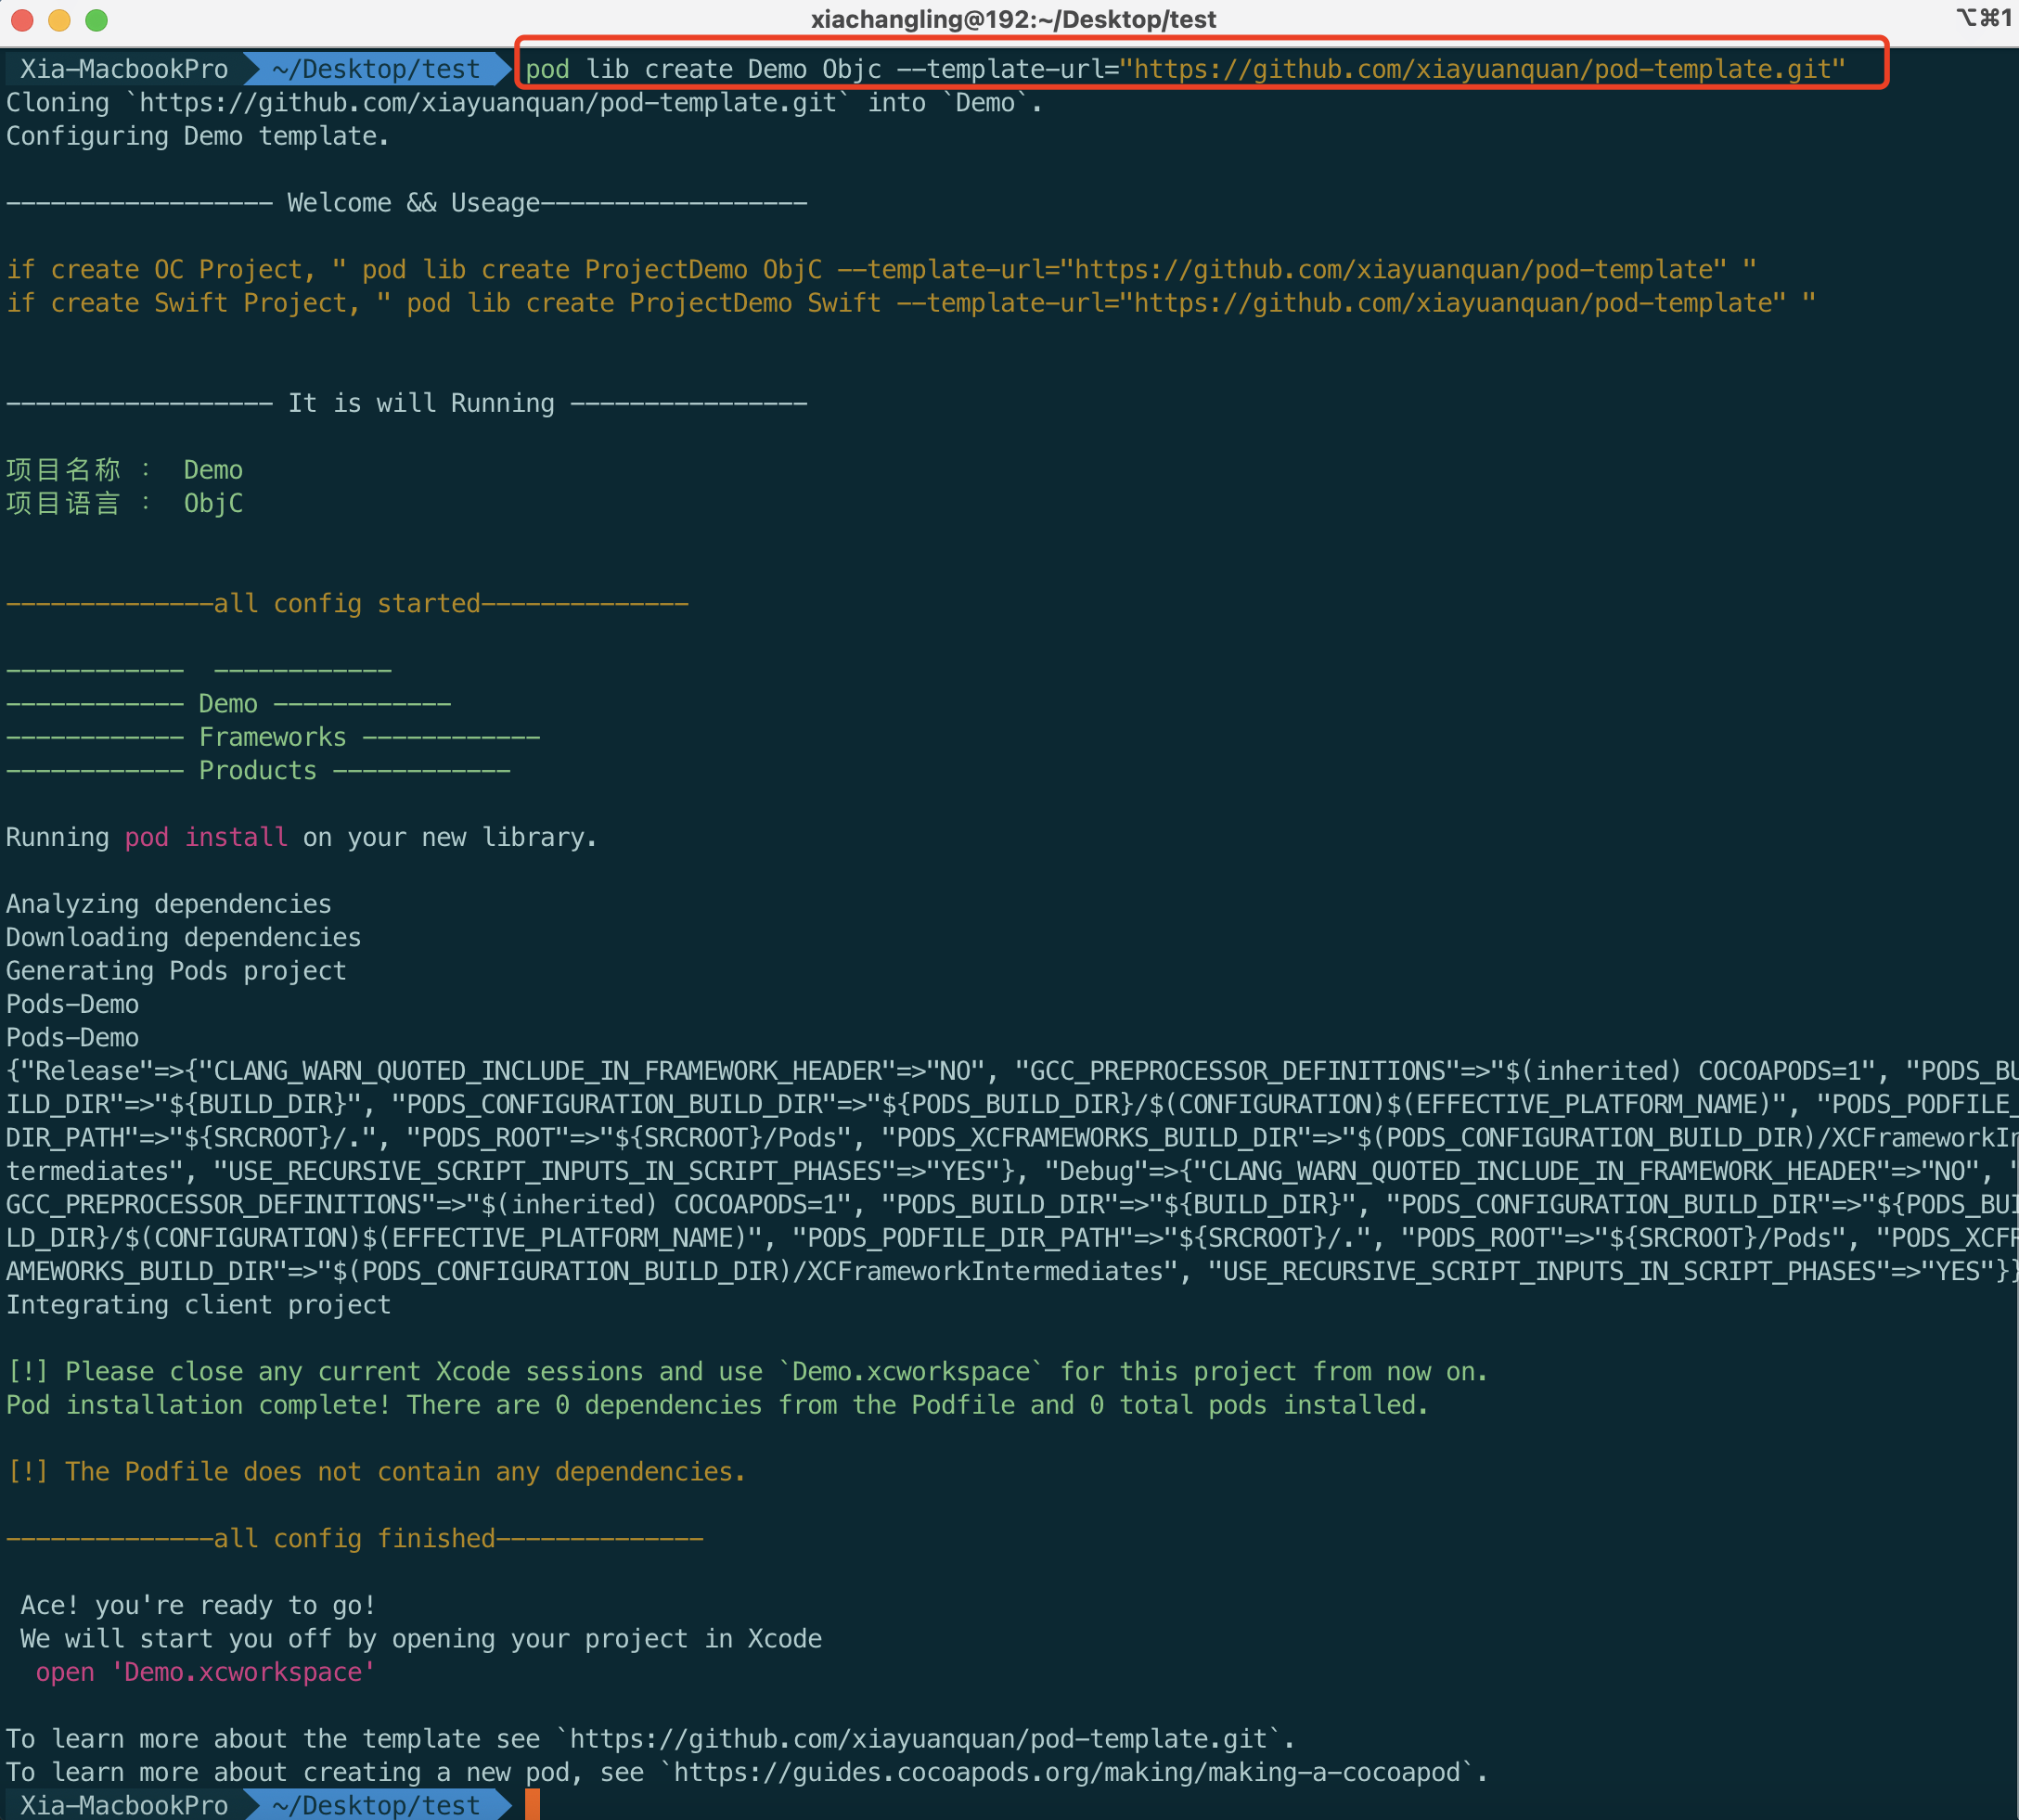 xiachangling@192:~/Desktop/test
⌥⌘1
Xia-MacbookPro ~/Desktop/test pod lib create Demo Objc --template-url="https://github.com/xiayuanquan/pod-template.git"
Cloning `https://github.com/xiayuanquan/pod-template.git` into `Demo`.
Configuring Demo template.
------------------ Welcome && Useage------------------
if create OC Project, " pod lib create ProjectDemo ObjC --template-url="https://github.com/xiayuanquan/pod-template" "
if create Swift Project, " pod lib create ProjectDemo Swift --template-url="https://github.com/xiayuanquan/pod-template" "
------------------ It is will Running ----------------
项目名称 : Demo
项目语言 : ObjC
--------------all config started--------------
------------  ------------
------------ Demo ------------
------------ Frameworks ------------
------------ Products ------------
Running pod install on your new library.
Analyzing dependencies
Downloading dependencies
Generating Pods project
Pods-Demo
Pods-Demo
{"Release"=>{"CLANG_WARN_QUOTED_INCLUDE_IN_FRAMEWORK_HEADER"=>"NO", "GCC_PREPROCESSOR_DEFINITIONS"=>"$(inherited) COCOAPODS=1", "PODS_BU
ILD_DIR"=>"${BUILD_DIR}", "PODS_CONFIGURATION_BUILD_DIR"=>"${PODS_BUILD_DIR}/$(CONFIGURATION)$(EFFECTIVE_PLATFORM_NAME)", "PODS_PODFILE_
DIR_PATH"=>"${SRCROOT}/.", "PODS_ROOT"=>"${SRCROOT}/Pods", "PODS_XCFRAMEWORKS_BUILD_DIR"=>"$(PODS_CONFIGURATION_BUILD_DIR)/XCFrameworkIn
termediates", "USE_RECURSIVE_SCRIPT_INPUTS_IN_SCRIPT_PHASES"=>"YES"}, "Debug"=>{"CLANG_WARN_QUOTED_INCLUDE_IN_FRAMEWORK_HEADER"=>"NO", "
GCC_PREPROCESSOR_DEFINITIONS"=>"$(inherited) COCOAPODS=1", "PODS_BUILD_DIR"=>"${BUILD_DIR}", "PODS_CONFIGURATION_BUILD_DIR"=>"${PODS_BUI
LD_DIR}/$(CONFIGURATION)$(EFFECTIVE_PLATFORM_NAME)", "PODS_PODFILE_DIR_PATH"=>"${SRCROOT}/.", "PODS_ROOT"=>"${SRCROOT}/Pods", "PODS_XCFR
AMEWORKS_BUILD_DIR"=>"$(PODS_CONFIGURATION_BUILD_DIR)/XCFrameworkIntermediates", "USE_RECURSIVE_SCRIPT_INPUTS_IN_SCRIPT_PHASES"=>"YES"}}
Integrating client project
[!] Please close any current Xcode sessions and use `Demo.xcworkspace` for this project from now on.
Pod installation complete! There are 0 dependencies from the Podfile and 0 total pods installed.
[!] The Podfile does not contain any dependencies.
--------------all config finished--------------
Ace! you're ready to go!
We will start you off by opening your project in Xcode
open 'Demo.xcworkspace'
To learn more about the template see `https://github.com/xiayuanquan/pod-template.git`.
To learn more about creating a new pod, see `https://guides.cocoapods.org/making/making-a-cocoapod`.
Xia-MacbookPro ~/Desktop/test